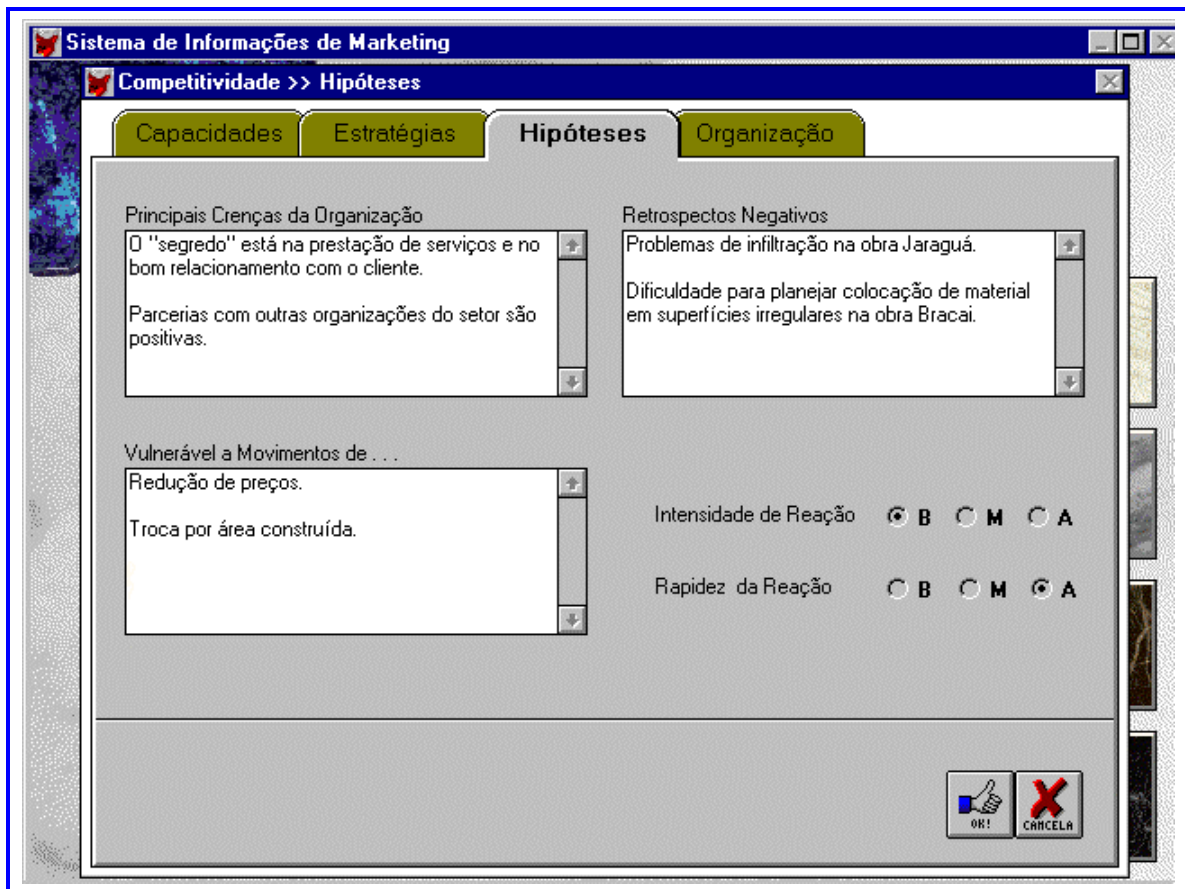 Sistema de Informações de Marketing
Competitividade >> Hipóteses
Capacidades Estratégias Hipóteses Organização
Principais Crenças da Organização
O "segredo" está na prestação de serviços e no
bom relacionamento com o cliente.
Parcerias com outras organizações do setor são
positivas.
Retrospectos Negativos
Problemas de infiltração na obra Jaraguá.
Dificuldade para planejar colocação de material
em superfícies irregulares na obra Bracai.
Vulnerável a Movimentos de . . .
Redução de preços.
Troca por área construída.
Intensidade de Reação B M A
Rapidez da Reação B M A
OK! CANCELA